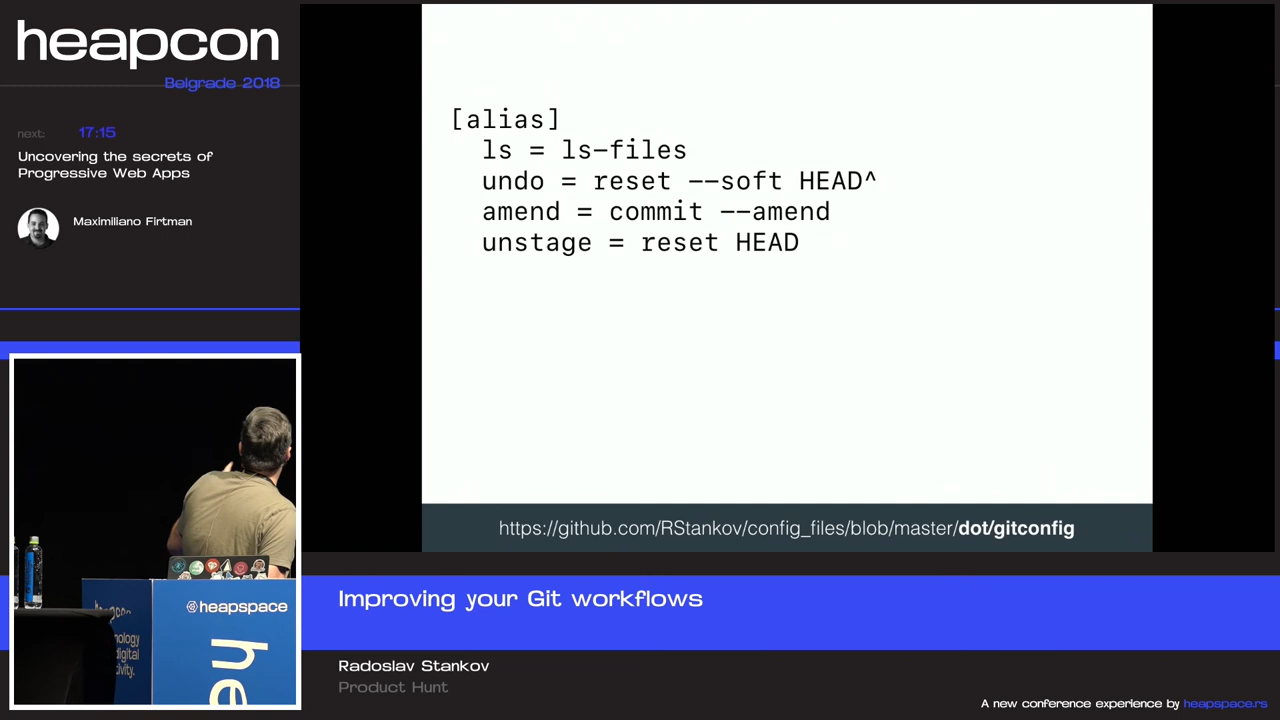 heapcon
Belgrade 2018
next: 17:15
Uncovering the secrets of
Progressive Web Apps
Maximiliano Firtman
[alias]
ls = ls-files
undo = reset --soft HEAD^
amend = commit --amend
unstage = reset HEAD
https://github.com/RStankov/config_files/blob/master/dot/gitconfig
heapspace
he
Improving your Git workflows
Radoslav Stankov
Product Hunt
A new conference experience by heapspace.rs